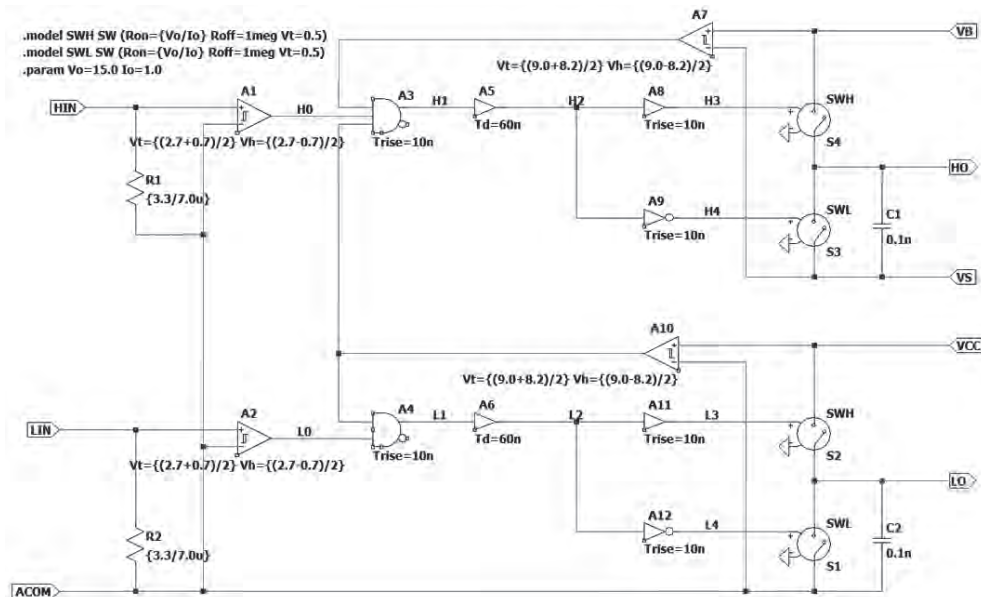 .model SWH SW (Ron={Vo/Io} Roff=1meg Vt=0.5)
.model SWL SW (Ron={Vo/Io} Roff=1meg Vt=0.5)
.param Vo=15.0 Io=1.0
A7
VB
Vt={(9.0+8.2)/2} Vh={(9.0-8.2)/2}
HIN
A1
H0
A3
H1
A5
H2
A8
H3
SWH
Td=60n
Trise=10n
S4
Vt={(2.7+0.7)/2} Vh={(2.7-0.7)/2}
Trise=10n
R1
{3.3/7.0u}
HO
A9
H4
SWL
C1
0.1n
Trise=10n
S3
VS
A10
VCC
Vt={(9.0+8.2)/2} Vh={(9.0-8.2)/2}
LIN
A2
L0
A4
L1
A6
L2
A11
L3
SWH
Td=60n
Trise=10n
S2
Vt={(2.7+0.7)/2} Vh={(2.7-0.7)/2}
Trise=10n
LO
R2
{3.3/7.0u}
A12
L4
SWL
C2
0.1n
Trise=10n
S1
ACOM